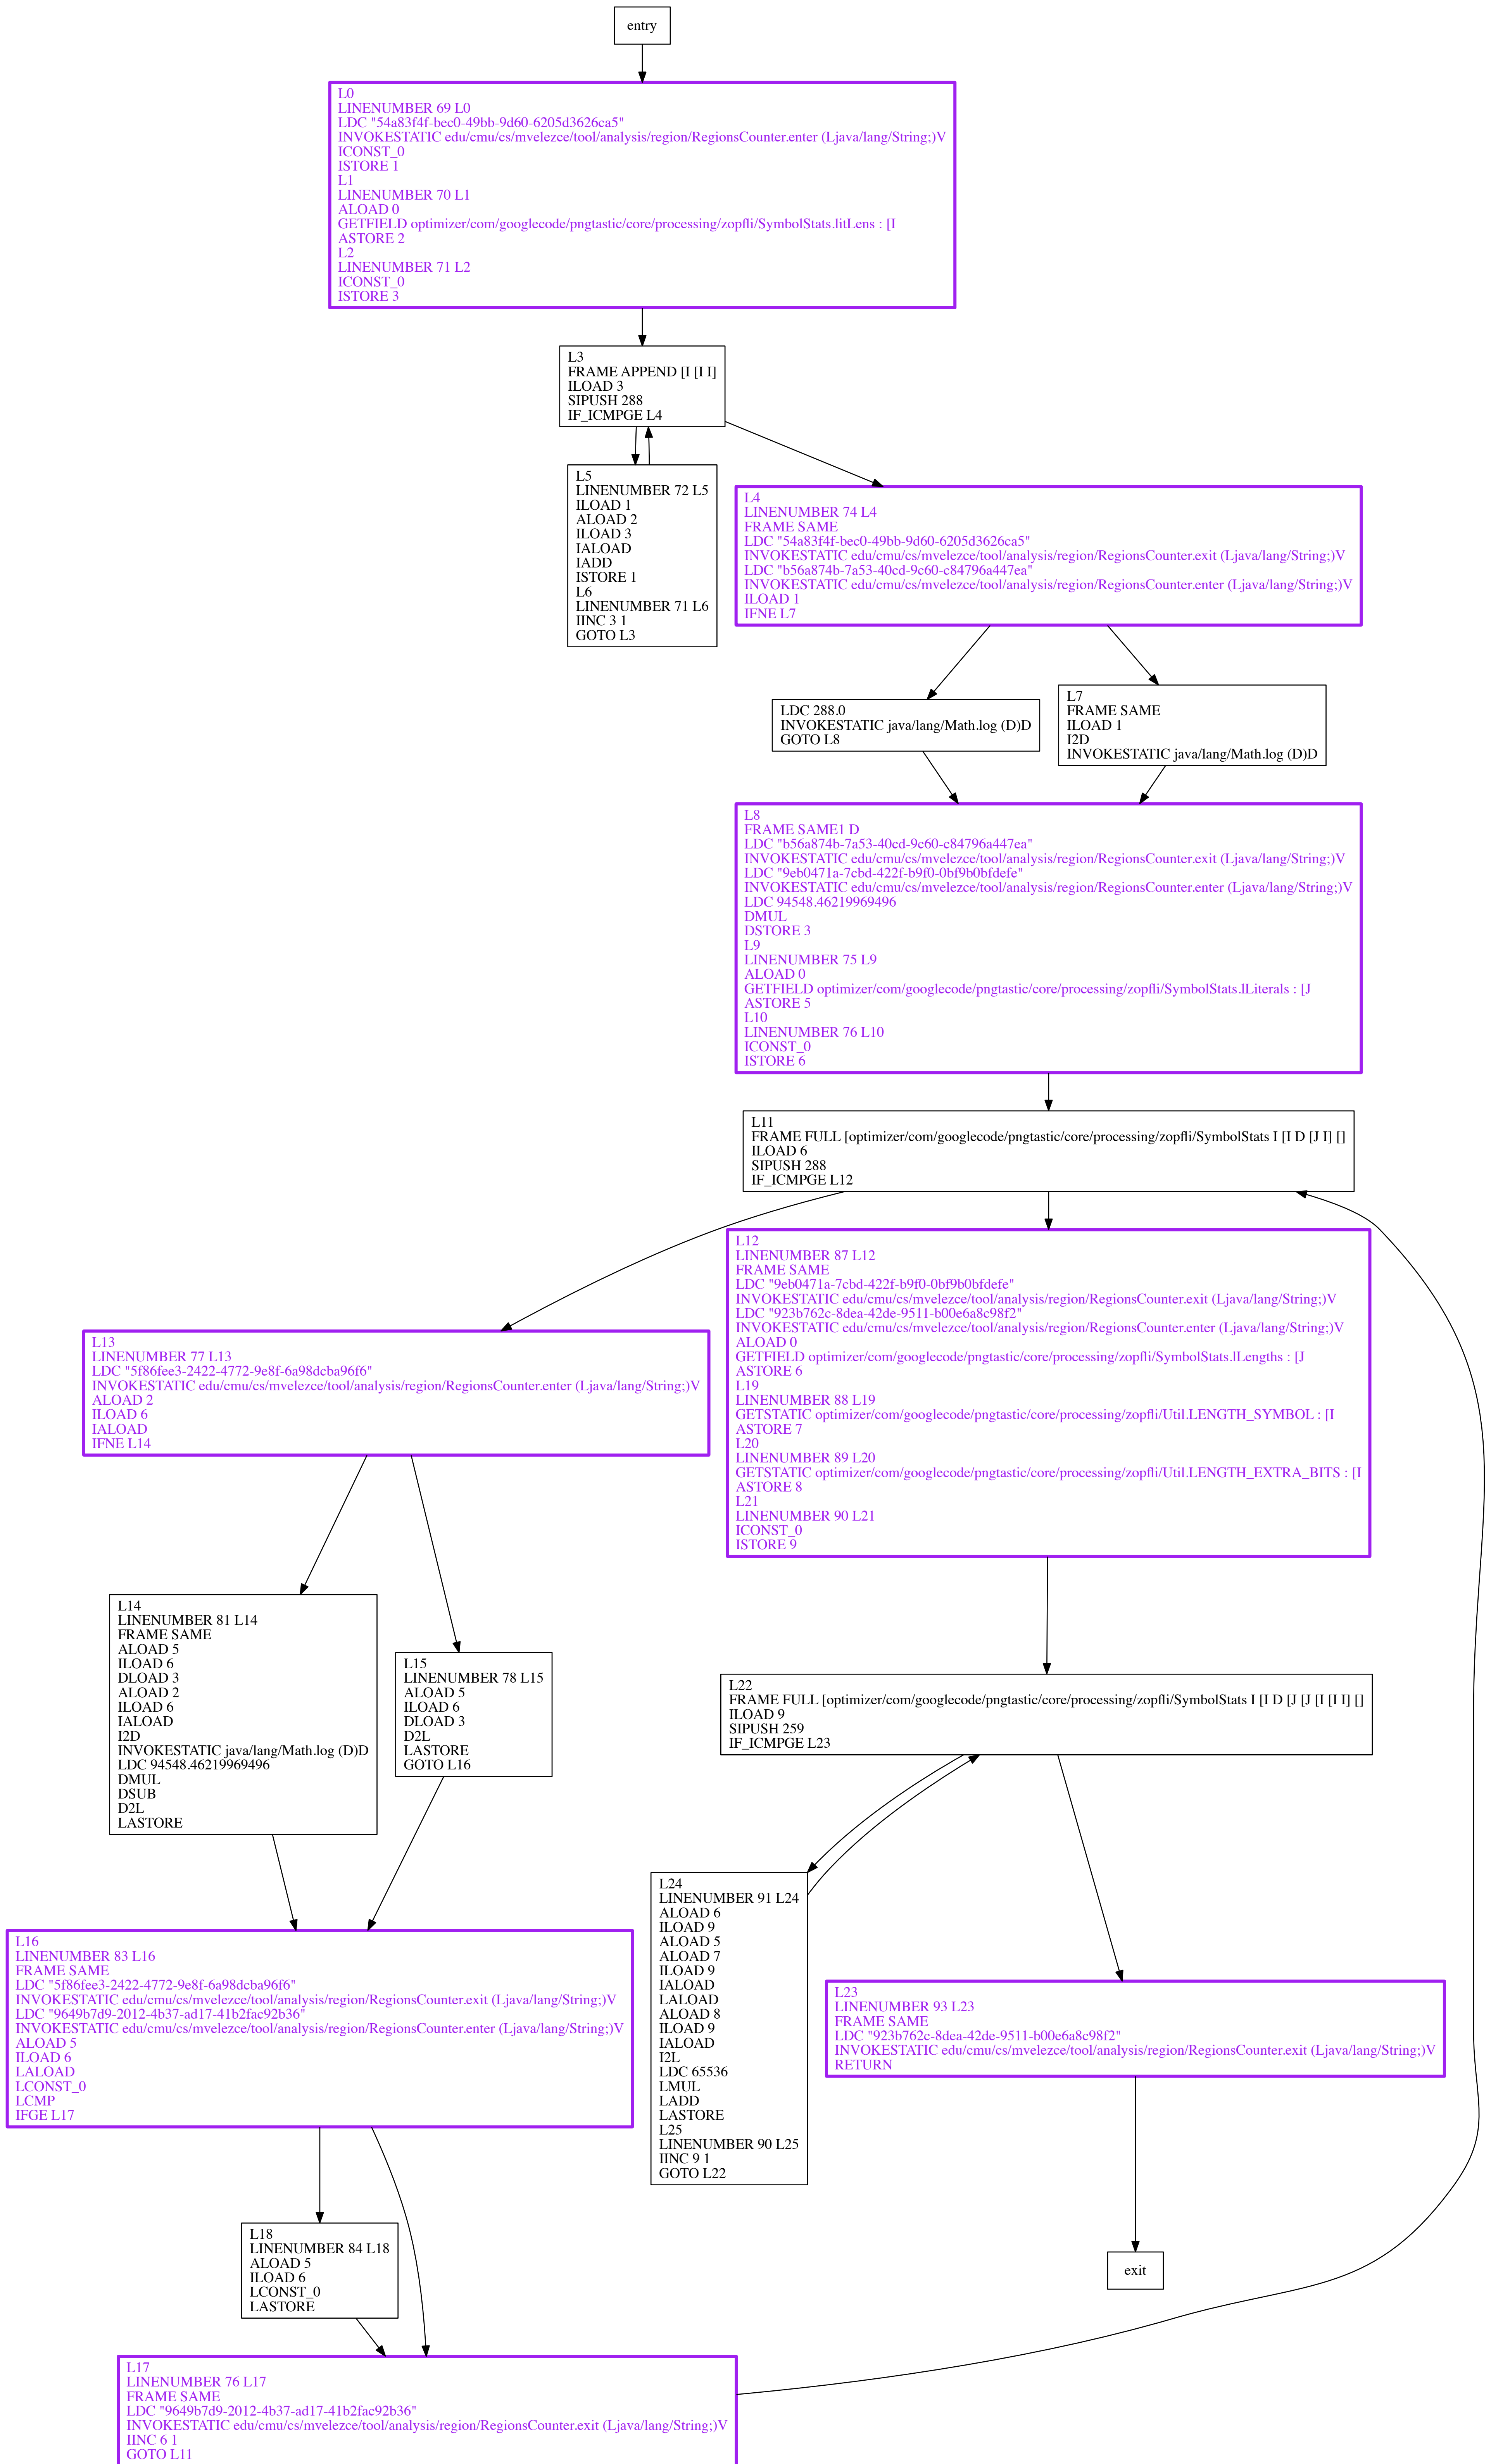 entry
L0
LINENUMBER 69 L0
LDC "54a83f4f-bec0-49bb-9d60-6205d3626ca5"
INVOKESTATIC edu/cmu/cs/mvelezce/tool/analysis/region/RegionsCounter.enter (Ljava/lang/String;)V
ICONST_0
ISTORE 1
L1
LINENUMBER 70 L1
ALOAD 0
GETFIELD optimizer/com/googlecode/pngtastic/core/processing/zopfli/SymbolStats.litLens : [I
ASTORE 2
L2
LINENUMBER 71 L2
ICONST_0
ISTORE 3
L3
FRAME APPEND [I [I I]
ILOAD 3
SIPUSH 288
IF_ICMPGE L4
L5
LINENUMBER 72 L5
ILOAD 1
ALOAD 2
ILOAD 3
IALOAD
IADD
ISTORE 1
L6
LINENUMBER 71 L6
IINC 3 1
GOTO L3
L4
LINENUMBER 74 L4
FRAME SAME
LDC "54a83f4f-bec0-49bb-9d60-6205d3626ca5"
INVOKESTATIC edu/cmu/cs/mvelezce/tool/analysis/region/RegionsCounter.exit (Ljava/lang/String;)V
LDC "b56a874b-7a53-40cd-9c60-c84796a447ea"
INVOKESTATIC edu/cmu/cs/mvelezce/tool/analysis/region/RegionsCounter.enter (Ljava/lang/String;)V
ILOAD 1
IFNE L7
LDC 288.0
INVOKESTATIC java/lang/Math.log (D)D
GOTO L8
L7
FRAME SAME
ILOAD 1
I2D
INVOKESTATIC java/lang/Math.log (D)D
L8
FRAME SAME1 D
LDC "b56a874b-7a53-40cd-9c60-c84796a447ea"
INVOKESTATIC edu/cmu/cs/mvelezce/tool/analysis/region/RegionsCounter.exit (Ljava/lang/String;)V
LDC "9eb0471a-7cbd-422f-b9f0-0bf9b0bfdefe"
INVOKESTATIC edu/cmu/cs/mvelezce/tool/analysis/region/RegionsCounter.enter (Ljava/lang/String;)V
LDC 94548.46219969496
DMUL
DSTORE 3
L9
LINENUMBER 75 L9
ALOAD 0
GETFIELD optimizer/com/googlecode/pngtastic/core/processing/zopfli/SymbolStats.lLiterals : [J
ASTORE 5
L10
LINENUMBER 76 L10
ICONST_0
ISTORE 6
L11
FRAME FULL [optimizer/com/googlecode/pngtastic/core/processing/zopfli/SymbolStats I [I D [J I] []
ILOAD 6
SIPUSH 288
IF_ICMPGE L12
L12
LINENUMBER 87 L12
FRAME SAME
LDC "9eb0471a-7cbd-422f-b9f0-0bf9b0bfdefe"
INVOKESTATIC edu/cmu/cs/mvelezce/tool/analysis/region/RegionsCounter.exit (Ljava/lang/String;)V
LDC "923b762c-8dea-42de-9511-b00e6a8c98f2"
INVOKESTATIC edu/cmu/cs/mvelezce/tool/analysis/region/RegionsCounter.enter (Ljava/lang/String;)V
ALOAD 0
GETFIELD optimizer/com/googlecode/pngtastic/core/processing/zopfli/SymbolStats.lLengths : [J
ASTORE 6
L19
LINENUMBER 88 L19
GETSTATIC optimizer/com/googlecode/pngtastic/core/processing/zopfli/Util.LENGTH_SYMBOL : [I
ASTORE 7
L20
LINENUMBER 89 L20
GETSTATIC optimizer/com/googlecode/pngtastic/core/processing/zopfli/Util.LENGTH_EXTRA_BITS : [I
ASTORE 8
L21
LINENUMBER 90 L21
ICONST_0
ISTORE 9
L13
LINENUMBER 77 L13
LDC "5f86fee3-2422-4772-9e8f-6a98dcba96f6"
INVOKESTATIC edu/cmu/cs/mvelezce/tool/analysis/region/RegionsCounter.enter (Ljava/lang/String;)V
ALOAD 2
ILOAD 6
IALOAD
IFNE L14
L14
LINENUMBER 81 L14
FRAME SAME
ALOAD 5
ILOAD 6
DLOAD 3
ALOAD 2
ILOAD 6
IALOAD
I2D
INVOKESTATIC java/lang/Math.log (D)D
LDC 94548.46219969496
DMUL
DSUB
D2L
LASTORE
L15
LINENUMBER 78 L15
ALOAD 5
ILOAD 6
DLOAD 3
D2L
LASTORE
GOTO L16
L22
FRAME FULL [optimizer/com/googlecode/pngtastic/core/processing/zopfli/SymbolStats I [I D [J [J [I [I I] []
ILOAD 9
SIPUSH 259
IF_ICMPGE L23
L24
LINENUMBER 91 L24
ALOAD 6
ILOAD 9
ALOAD 5
ALOAD 7
ILOAD 9
IALOAD
LALOAD
ALOAD 8
ILOAD 9
IALOAD
I2L
LDC 65536
LMUL
LADD
LASTORE
L25
LINENUMBER 90 L25
IINC 9 1
GOTO L22
L16
LINENUMBER 83 L16
FRAME SAME
LDC "5f86fee3-2422-4772-9e8f-6a98dcba96f6"
INVOKESTATIC edu/cmu/cs/mvelezce/tool/analysis/region/RegionsCounter.exit (Ljava/lang/String;)V
LDC "9649b7d9-2012-4b37-ad17-41b2fac92b36"
INVOKESTATIC edu/cmu/cs/mvelezce/tool/analysis/region/RegionsCounter.enter (Ljava/lang/String;)V
ALOAD 5
ILOAD 6
LALOAD
LCONST_0
LCMP
IFGE L17
L23
LINENUMBER 93 L23
FRAME SAME
LDC "923b762c-8dea-42de-9511-b00e6a8c98f2"
INVOKESTATIC edu/cmu/cs/mvelezce/tool/analysis/region/RegionsCounter.exit (Ljava/lang/String;)V
RETURN
L18
LINENUMBER 84 L18
ALOAD 5
ILOAD 6
LCONST_0
LASTORE
exit
L17
LINENUMBER 76 L17
FRAME SAME
LDC "9649b7d9-2012-4b37-ad17-41b2fac92b36"
INVOKESTATIC edu/cmu/cs/mvelezce/tool/analysis/region/RegionsCounter.exit (Ljava/lang/String;)V
IINC 6 1
GOTO L11